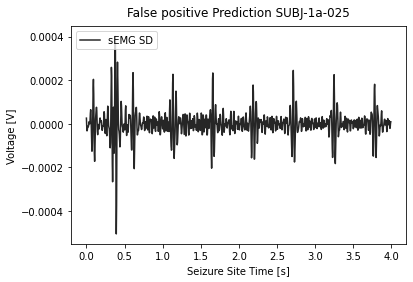 False positive Prediction SUBJ-1a-025
sEMG SD
0.0004
0.0002
0.0000
−0.0002
−0.0004
Voltage [V]
0.0 0.5 1.0 1.5 2.0 2.5 3.0 3.5 4.0
Seizure Site Time [s]